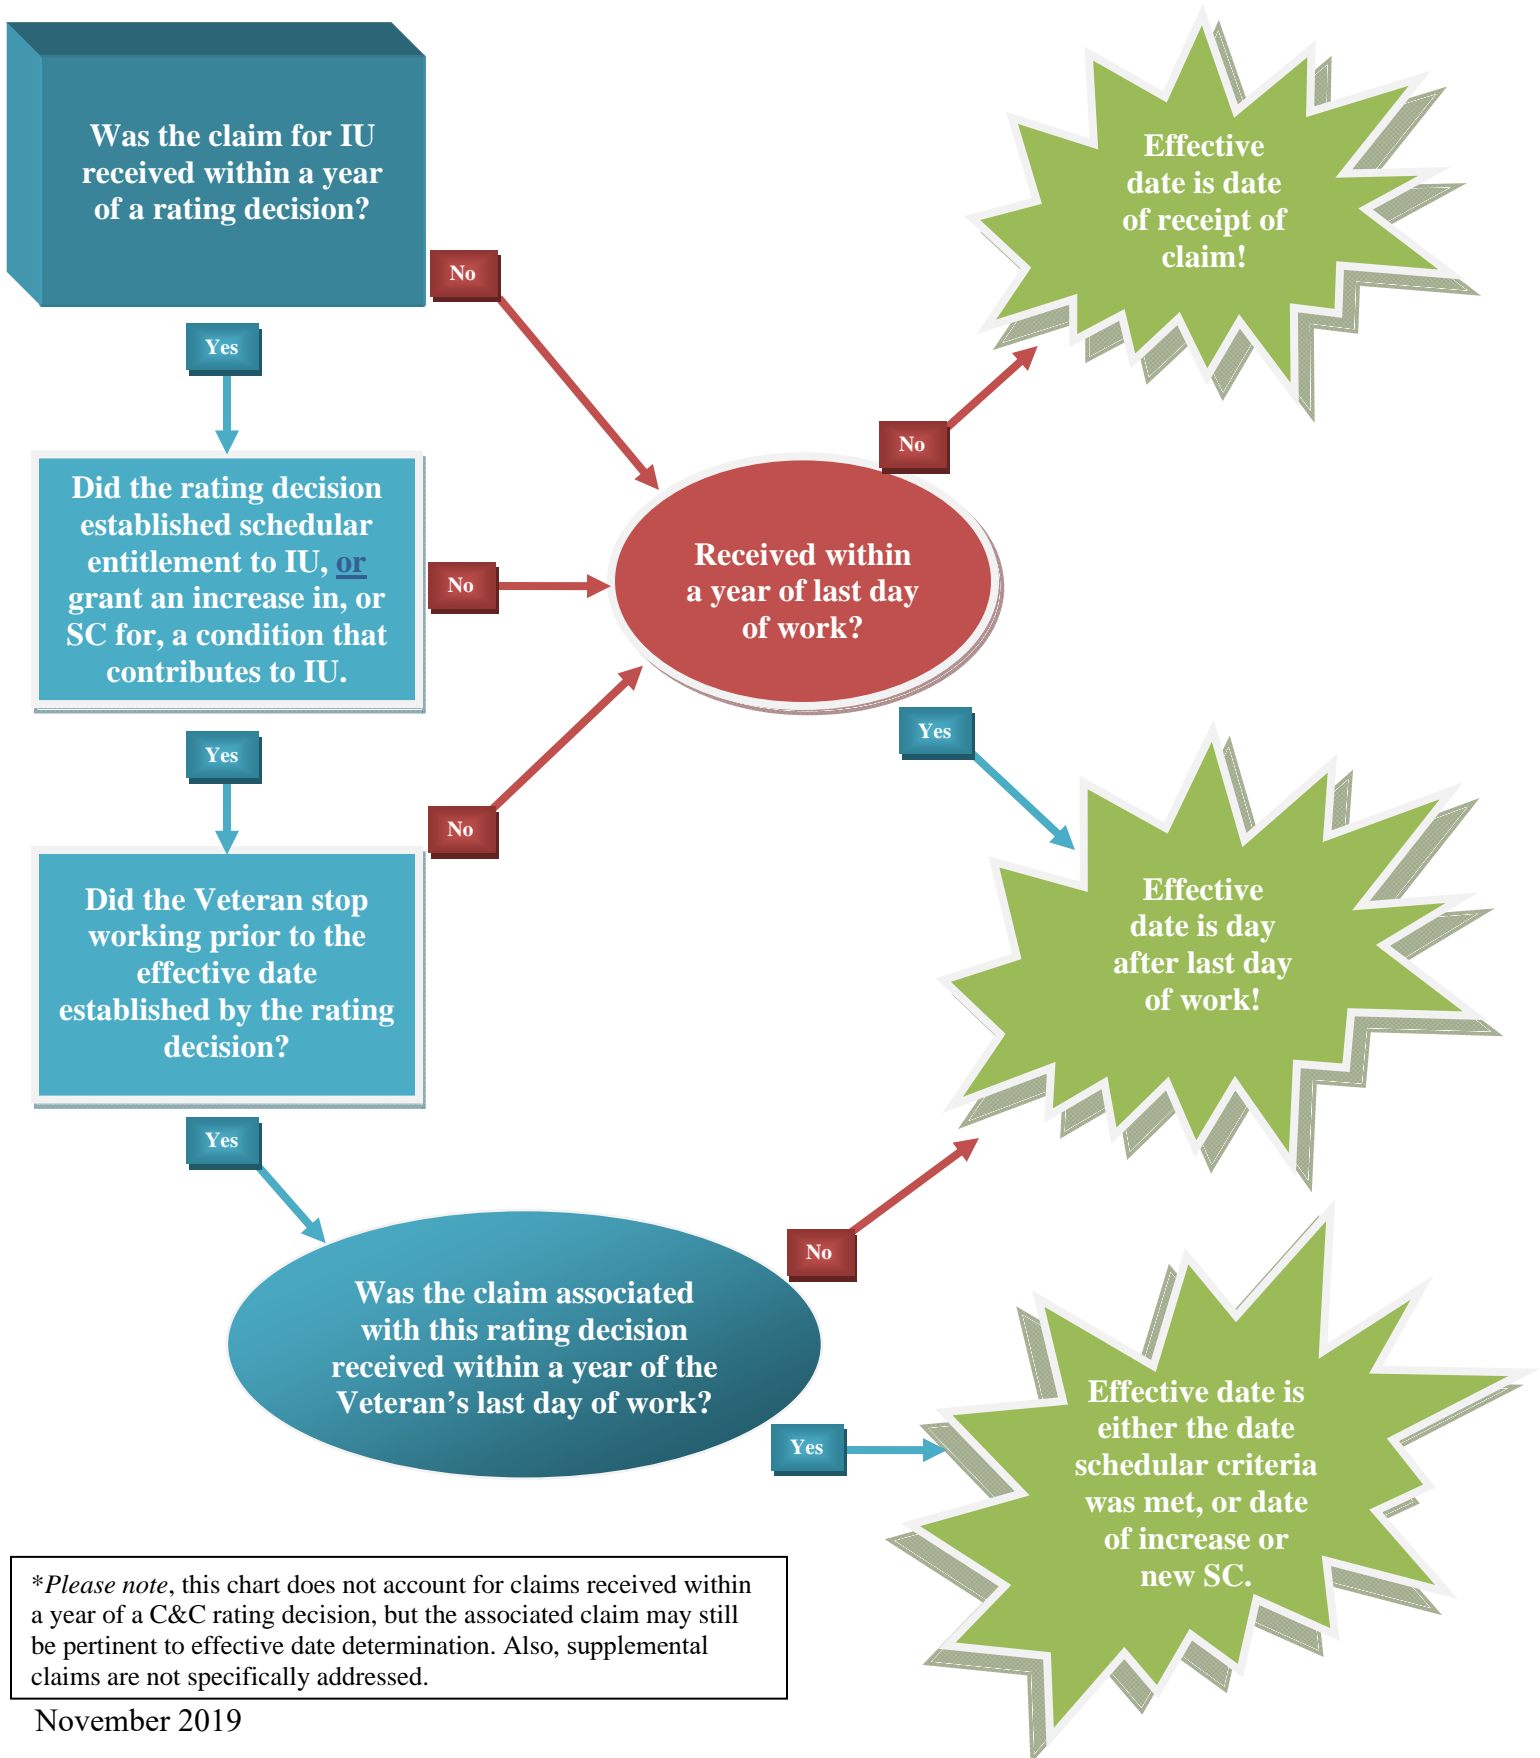 Was the claim for IU
received within a year
of a rating decision?
No
Yes
Effective
date is date
of receipt of
claim!
No
Did the rating decision
established schedular
entitlement to IU, or
grant an increase in, or
SC for, a condition that
contributes to IU.
No
Received within
a year of last day
of work?
Yes
Yes
No
Did the Veteran stop
working prior to the
effective date
established by the rating
decision?
Effective
date is day
after last day
of work!
Yes
No
Was the claim associated
with this rating decision
received within a year of the
Veteran’s last day of work?
Yes
Effective date is
either the date
schedular criteria
was met, or date
of increase or
new SC.
*Please note, this chart does not account for claims received within
a year of a C&C rating decision, but the associated claim may still
be pertinent to effective date determination. Also, supplemental
claims are not specifically addressed.
November 2019